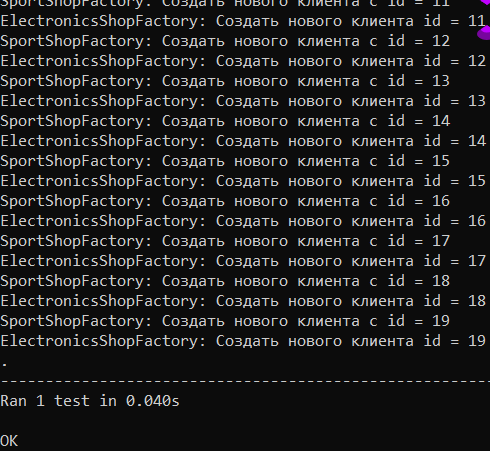 SportShopFactory: Создать нового клиента с id = 11
ElectronicsShopFactory: Создать нового клиента id = 11
SportShopFactory: Создать нового клиента с id = 12
ElectronicsShopFactory: Создать нового клиента id = 12
SportShopFactory: Создать нового клиента с id = 13
ElectronicsShopFactory: Создать нового клиента id = 13
SportShopFactory: Создать нового клиента с id = 14
ElectronicsShopFactory: Создать нового клиента id = 14
SportShopFactory: Создать нового клиента с id = 15
ElectronicsShopFactory: Создать нового клиента id = 15
SportShopFactory: Создать нового клиента с id = 16
ElectronicsShopFactory: Создать нового клиента id = 16
SportShopFactory: Создать нового клиента с id = 17
ElectronicsShopFactory: Создать нового клиента id = 17
SportShopFactory: Создать нового клиента с id = 18
ElectronicsShopFactory: Создать нового клиента id = 18
SportShopFactory: Создать нового клиента с id = 19
ElectronicsShopFactory: Создать нового клиента id = 19
.
----------------------------------------------------------------------
Ran 1 test in 0.040s
OK